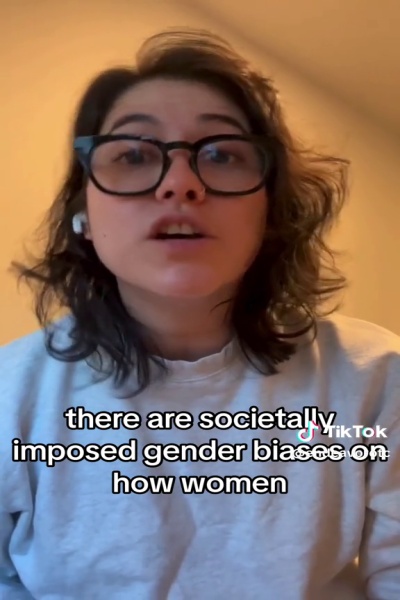 there are societally
imposed gender biases on
how women
TikTok